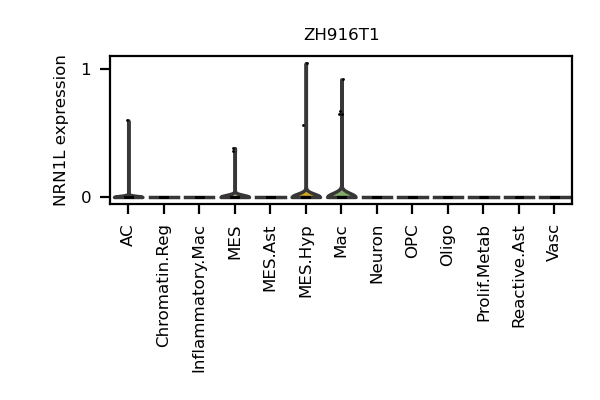 ZH916T1
NRN1L expression
1
0
AC
Chromatin.Reg
Inflammatory.Mac
MES
MES.Ast
MES.Hyp
Mac
Neuron
OPC
Oligo
Prolif.Metab
Reactive.Ast
Vasc